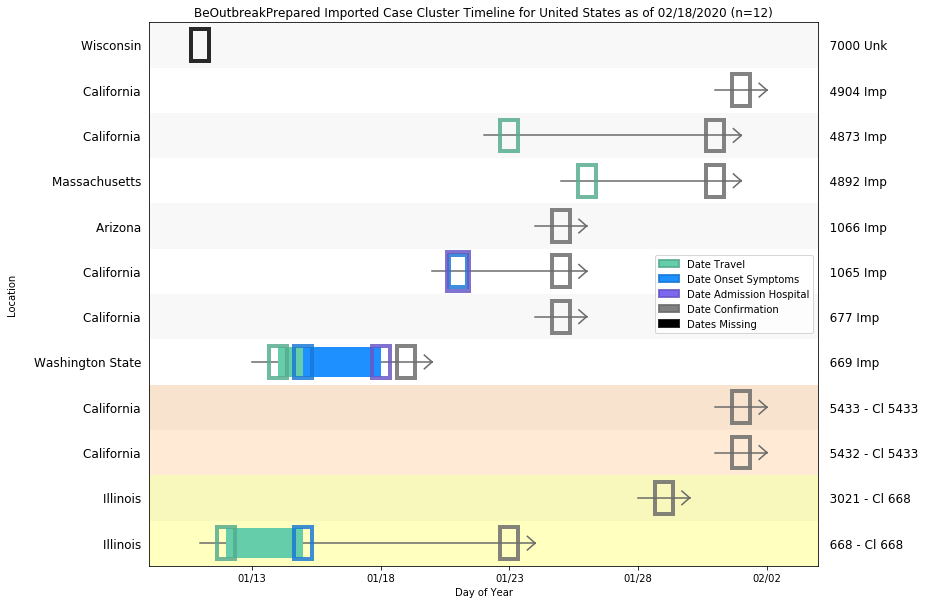 BeOutbreakPrepared Imported Case Cluster Timeline for United States as of 02/18/2020 (n=12)
Wisconsin 7000 Unk
California 4904 Imp
California 4873 Imp
Massachusetts 4892 Imp
Arizona 1066 Imp
California 1065 Imp
California 677 Imp
Washington State 669 Imp
California 5433 - Cl 5433
California 5432 - Cl 5433
Illinois 3021 - Cl 668
Illinois 668 - Cl 668
Location
Date Travel
Date Onset Symptoms
Date Admission Hospital
Date Confirmation
Dates Missing
01/13 01/18 01/23 01/28 02/02
Day of Year